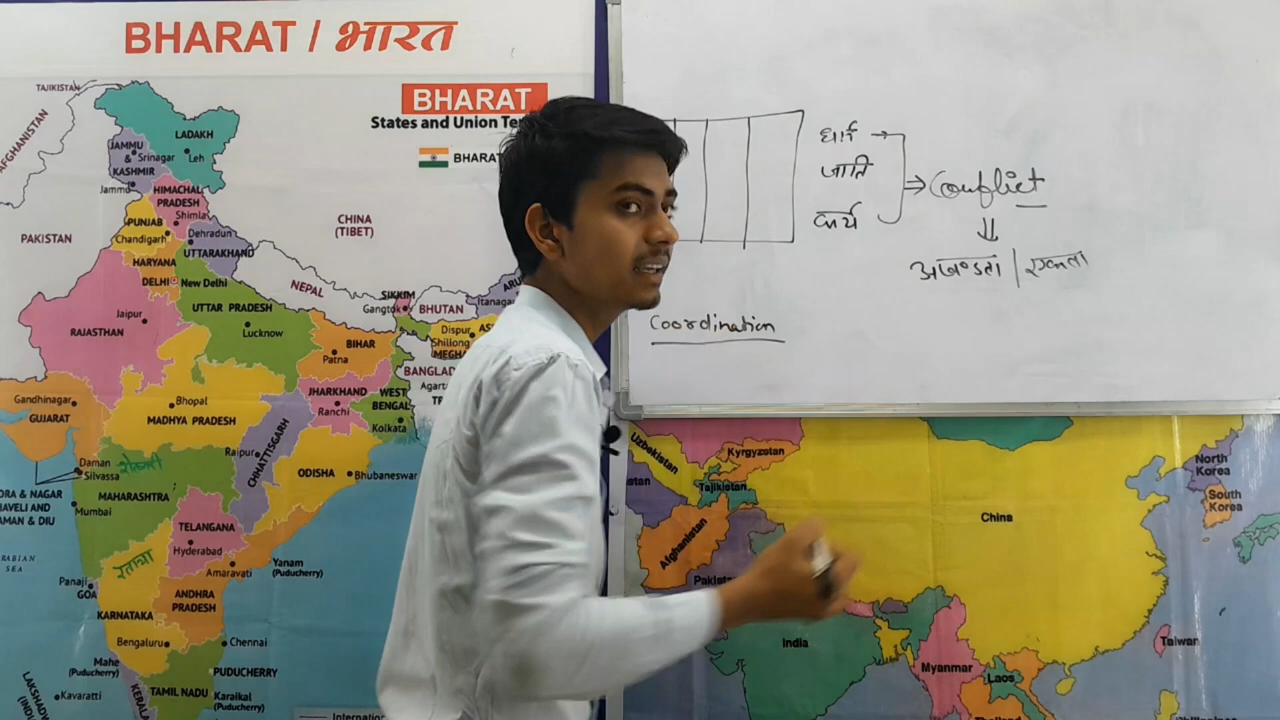 BHARAT / भारत
BHARAT
States and Union
BHARAT
TAJIKISTAN
AFGHANISTAN
LADAKH
Leh
JAMMU
&
KASHMIR
Srinagar
Jammu
HIMACHAL
PRADESH
Shimla
PUNJAB
Chandigarh
Dehradun
UTTARAKHAND
PAKISTAN
CHINA
(TIBET)
HARYANA
DELHI
New Delhi
NEPAL
SIKKIM
Gangtok
BHUTAN
Itanagar
UTTAR PRADESH
Lucknow
Jaipur
RAJASTHAN
BIHAR
Patna
Dispur
Shillong
JHARKHAND
Ranchi
WEST
BENGAL
Kolkata
Gandhinagar
GUJARAT
Bhopal
MADHYA PRADESH
Raipur
CHHATTISGARH
ODISHA
Bhubaneswar
Daman
Silvassa
MAHARASHTRA
Mumbai
TELANGANA
Hyderabad
Amaravati
Yanam
(Puducherry)
SEA
Panaji
GOA
ANDHRA
PRADESH
KARNATAKA
Bengaluru
Chennai
Mahe
(Puducherry)
PUDUCHERRY
Kavaratti
TAMIL NADU
Karaikal
(Puducherry)
धर्म
जाति
कार्य
Conflict
अखण्डता / एकता
Coordination
Uzbekistan
Kyrgyzstan
Tajikistan
Afghanistan
China
North
Korea
South
Korea
India
Myanmar
Laos
Taiwan